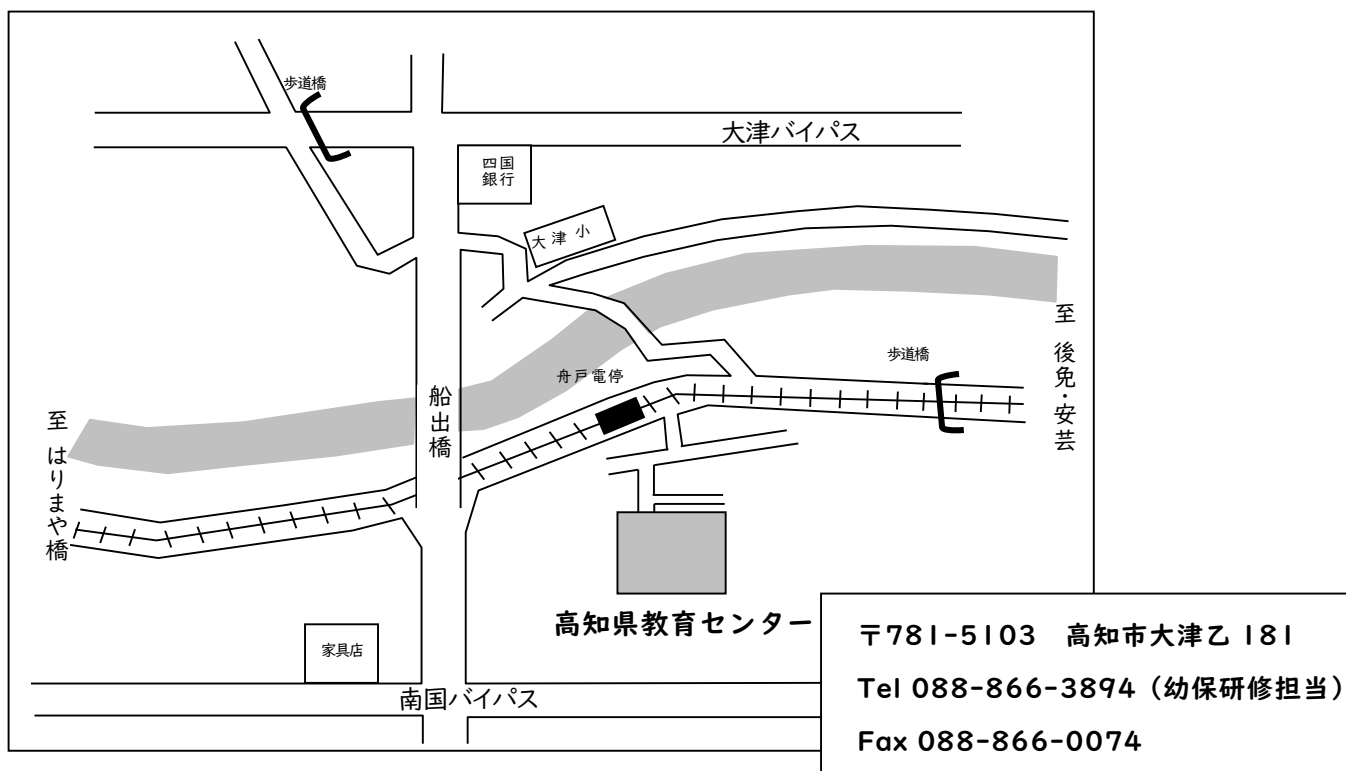 歩道橋
大津バイパス
四国
銀行
大津小
至 後免・安芸
歩道橋
舟戸電停
船出橋
至 はりまや橋
高知県教育センター
家具店
南国バイパス
〒781-5103 高知市大津乙 181
Tel 088-866-3894（幼保研修担当）
Fax 088-866-0074